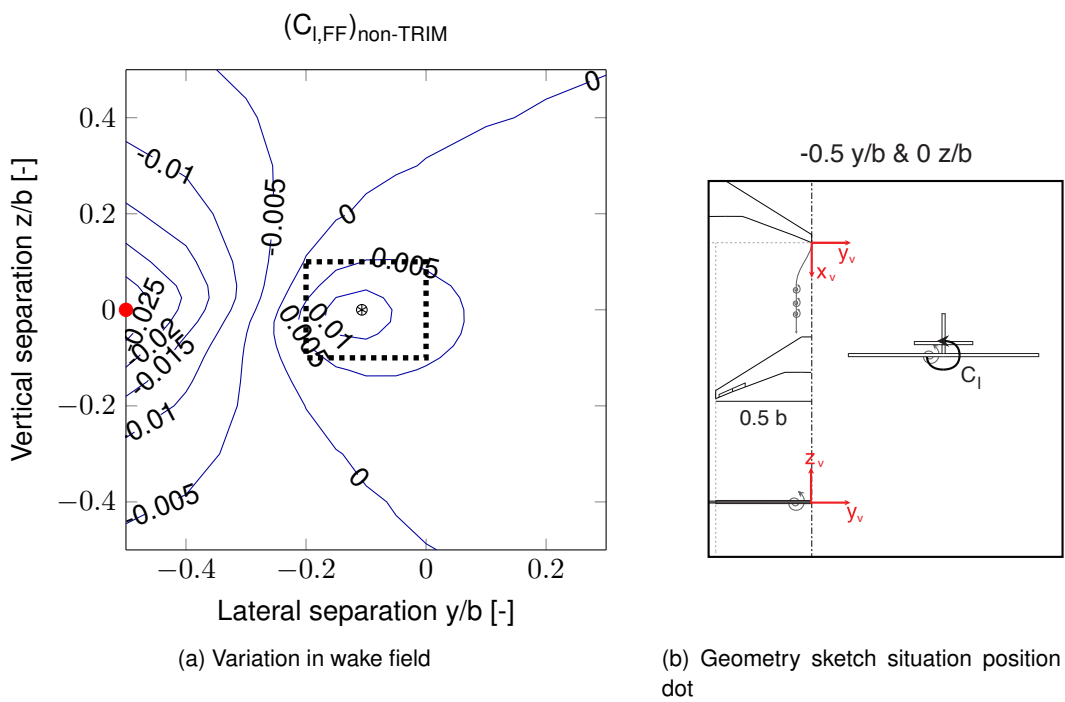 (C_{l,FF})_{non-TRIM}
Vertical separation z/b [-]
0.4
0.2
0
−0.2
−0.4
−0.4
−0.2
0
0.2
Lateral separation y/b [-]
0
-0.01
-0.005
0
0.005
-0.025
-0.02
-0.015
0.01
0.005
-0.01
0
-0.005
(a) Variation in wake field
-0.5 y/b & 0 z/b
y_v
x_v
C_l
0.5 b
z_v
y_v
(b) Geometry sketch situation position
dot